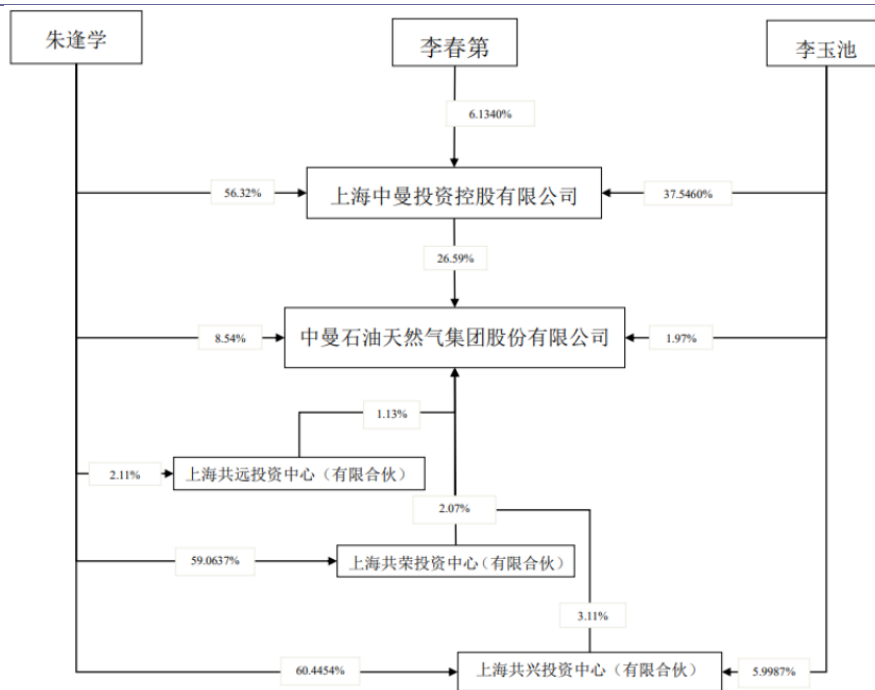 朱逢学
李春第
李玉池
6.1340%
56.32%
上海中曼投资控股有限公司
37.5460%
26.59%
8.54%
中曼石油天然气集团股份有限公司
1.97%
1.13%
2.11%
上海共远投资中心（有限合伙）
2.07%
59.0637%
上海共荣投资中心（有限合伙）
3.11%
60.4454%
上海共兴投资中心（有限合伙）
5.9987%